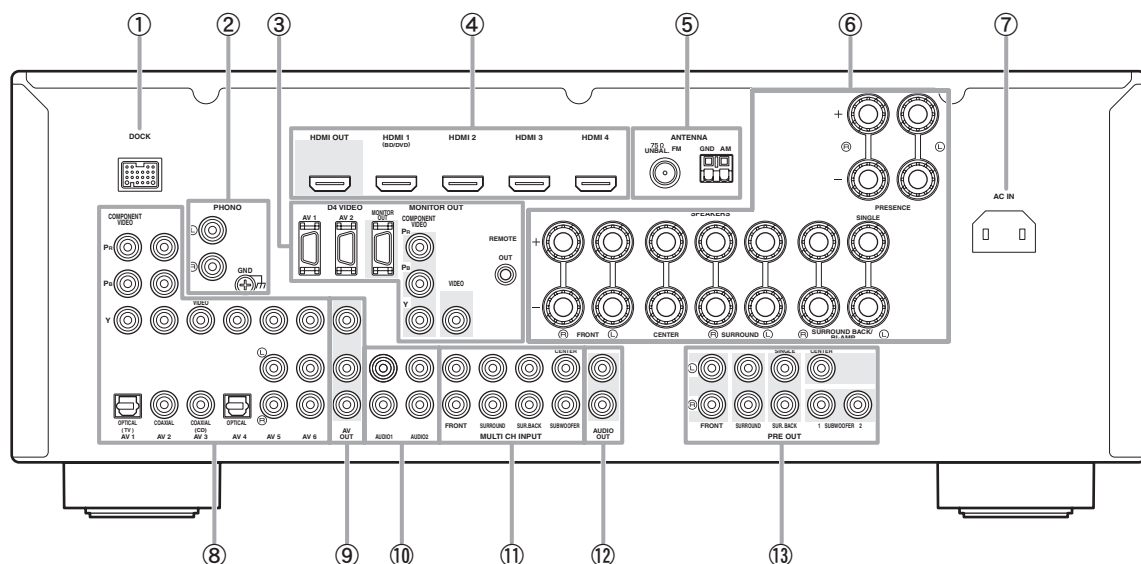 ① ② ③ ④ ⑤ ⑥ ⑦
DOCK
PHONO
L
R
GND
COMPONENT
VIDEO
PR
PB
Y
VIDEO
L
R
OPTICAL
(TV)
AV 1
COAXIAL
AV 2
COAXIAL
(CD)
AV 3
OPTICAL
AV 4
AV 5
AV 6
AV
OUT
HDMI OUT
HDMI 1
(BD/DVD)
HDMI 2
HDMI 3
HDMI 4
D4 VIDEO
AV 1
AV 2
MONITOR
OUT
MONITOR OUT
COMPONENT
VIDEO
PR
PB
Y
VIDEO
REMOTE
OUT
ANTENNA
75Ω
UNBAL.
FM
GND
AM
SPEAKERS
+
–
R
FRONT
L
CENTER
R
SURROUND
L
R
SURROUND BACK/
BI-AMP
L
SINGLE
+
–
R
L
PRESENCE
AC IN
AUDIO1
AUDIO2
FRONT
SURROUND
SUR.BACK
CENTER
SUBWOOFER
MULTI CH INPUT
AUDIO
OUT
L
R
SINGLE
CENTER
FRONT
SURROUND
SUR. BACK
1 SUBWOOFER 2
PRE OUT
⑧ ⑨ ⑩ ⑪ ⑫ ⑬